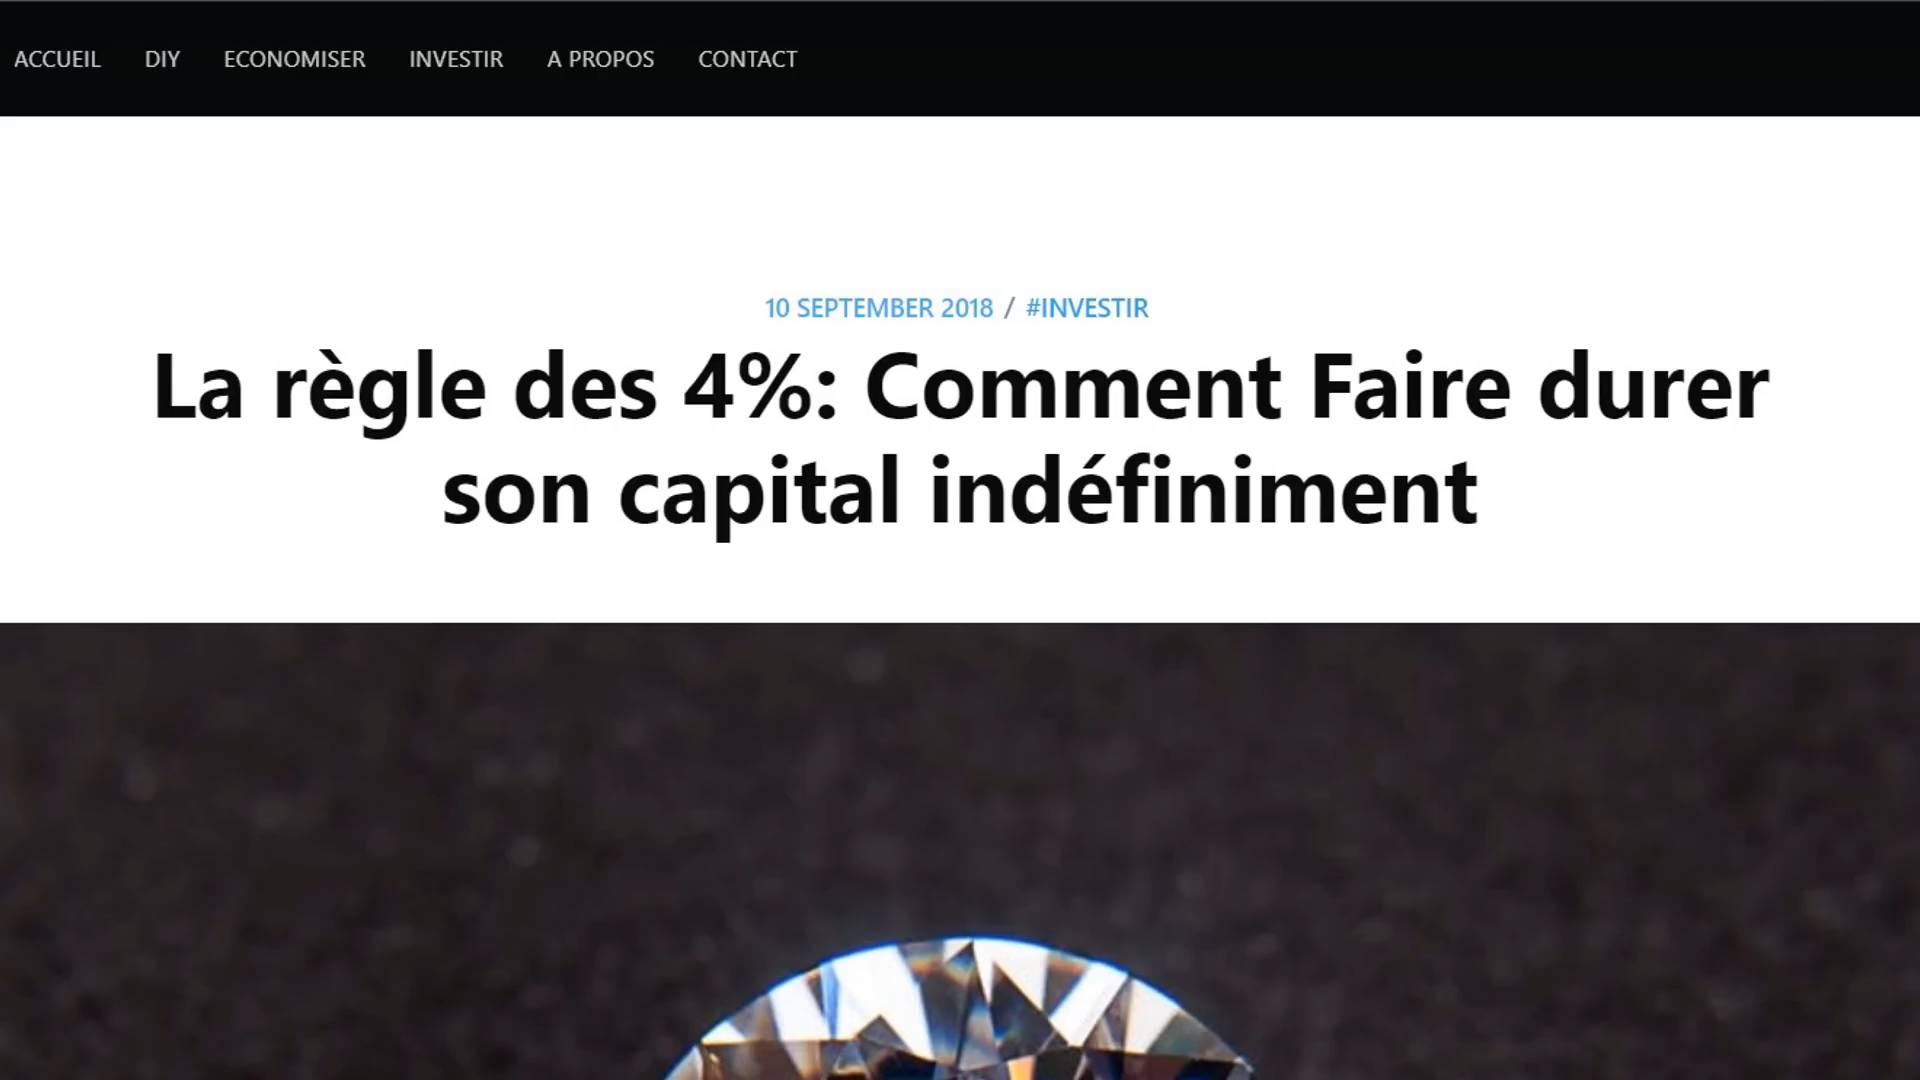 ACCUEIL DIY ECONOMISER INVESTIR A PROPOS CONTACT
10 SEPTEMBER 2018 / #INVESTIR
La règle des 4%: Comment Faire durer
son capital indéfiniment